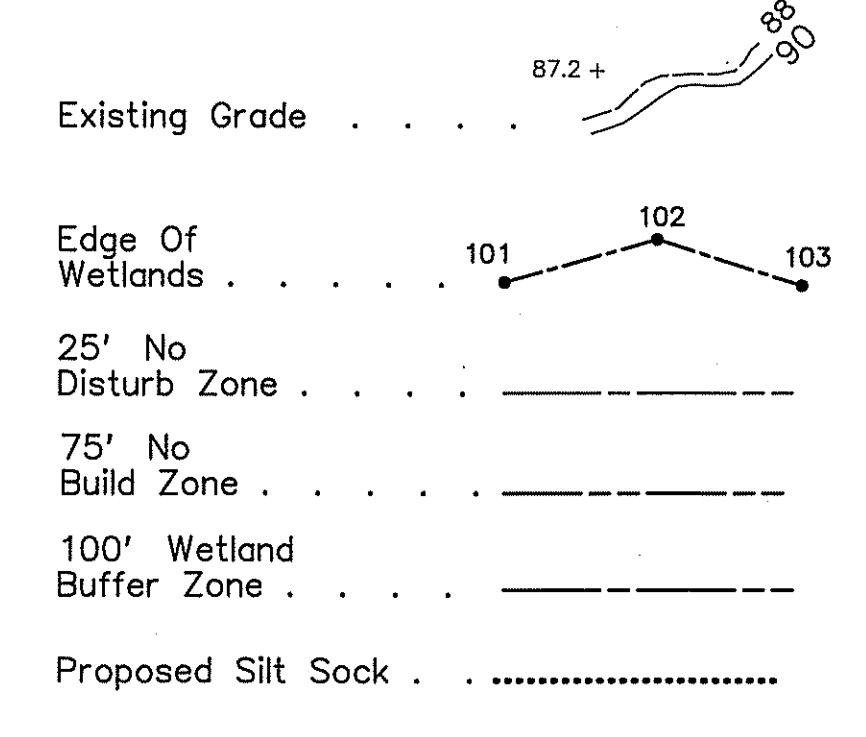 88
90
87.2 +
Existing Grade . . . .
102
Edge Of
101
103
Wetlands . . . . .
25' No
Disturb Zone . . . .
75' No
Build Zone . . . . .
100' Wetland
Buffer Zone . . . .
Proposed Silt Sock . .